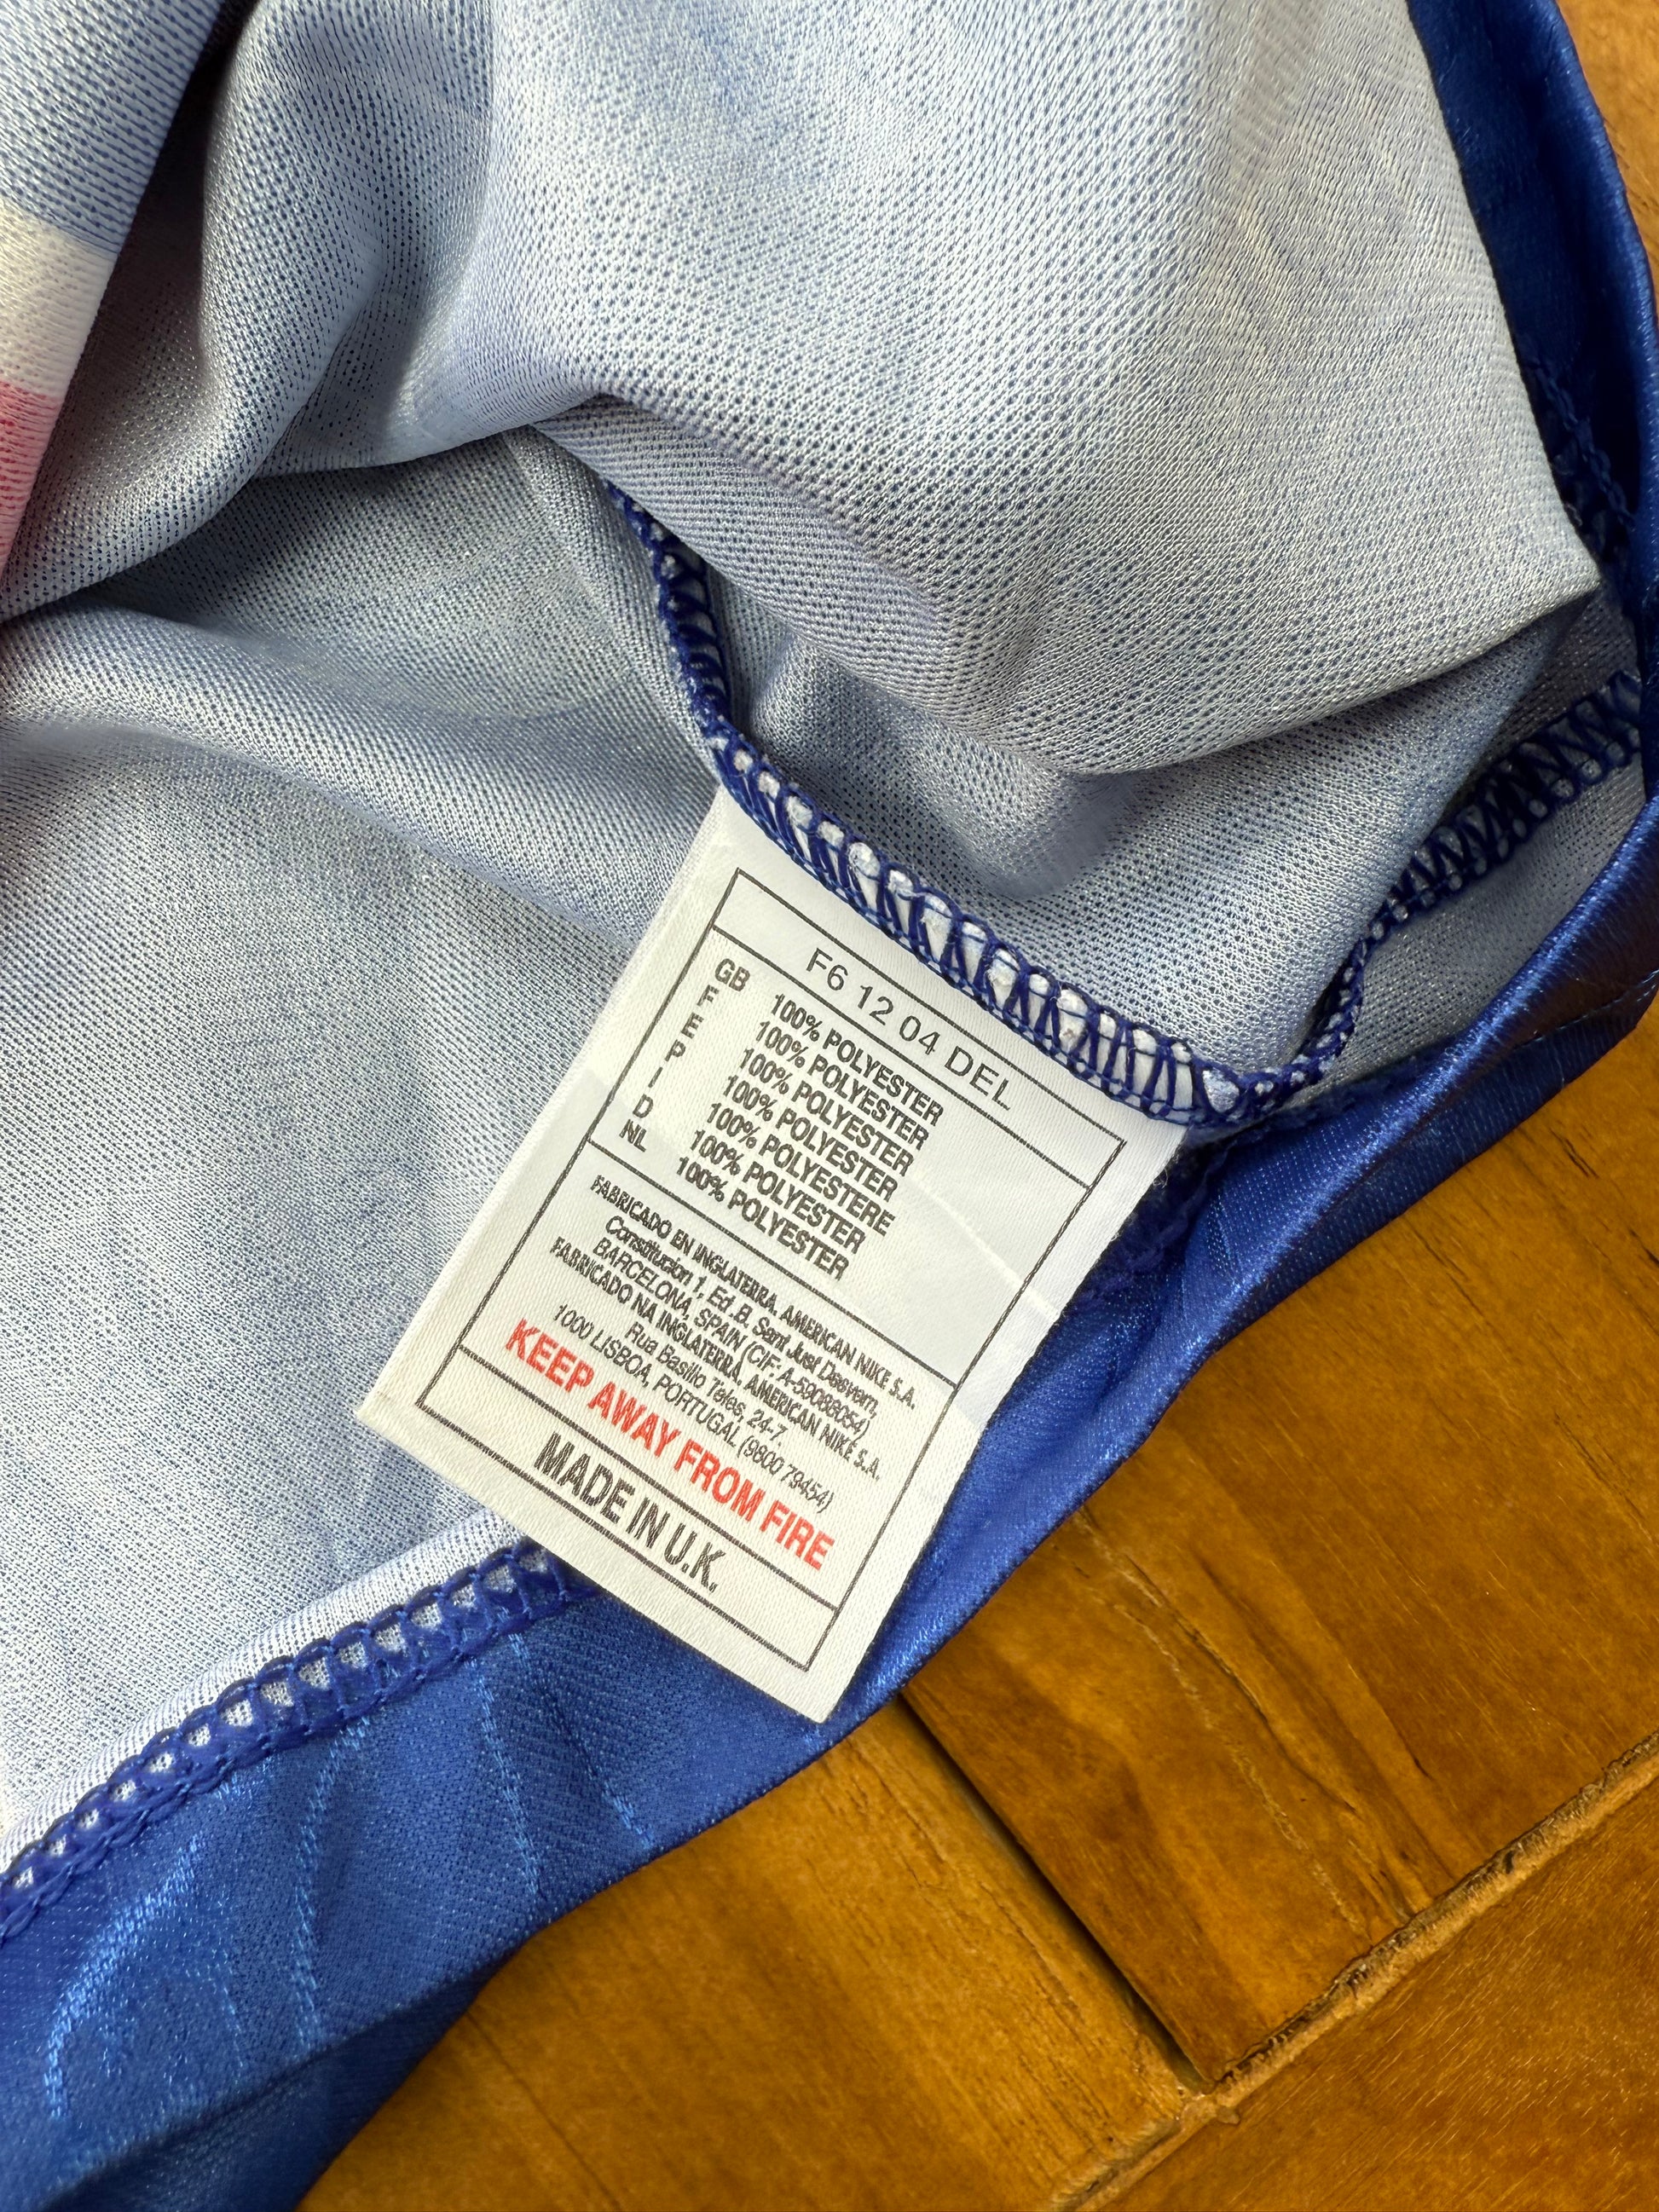 F6 12 04 DEL
GB 100% POLYESTER
F 100% POLYESTER
E 100% POLYESTER
P 100% POLYESTER
I 100% POLYESTERE
D 100% POLYESTER
NL 100% POLYESTER
FABRICADO EN INGLATERRA. AMERICAN NIKE S.A.
Constitucion 1, Ed .B. Sant Just Desvern,
BARCELONA, SPAIN (CIF: A-59088054)
FABRICADO NA INGLATERRA, AMERICAN NIKE S.A.
Rua Basilio Teles, 24-7.
1000 LISBOA, PORTUGAL (9800 79454)
KEEP AWAY FROM FIRE
MADE IN U.K.